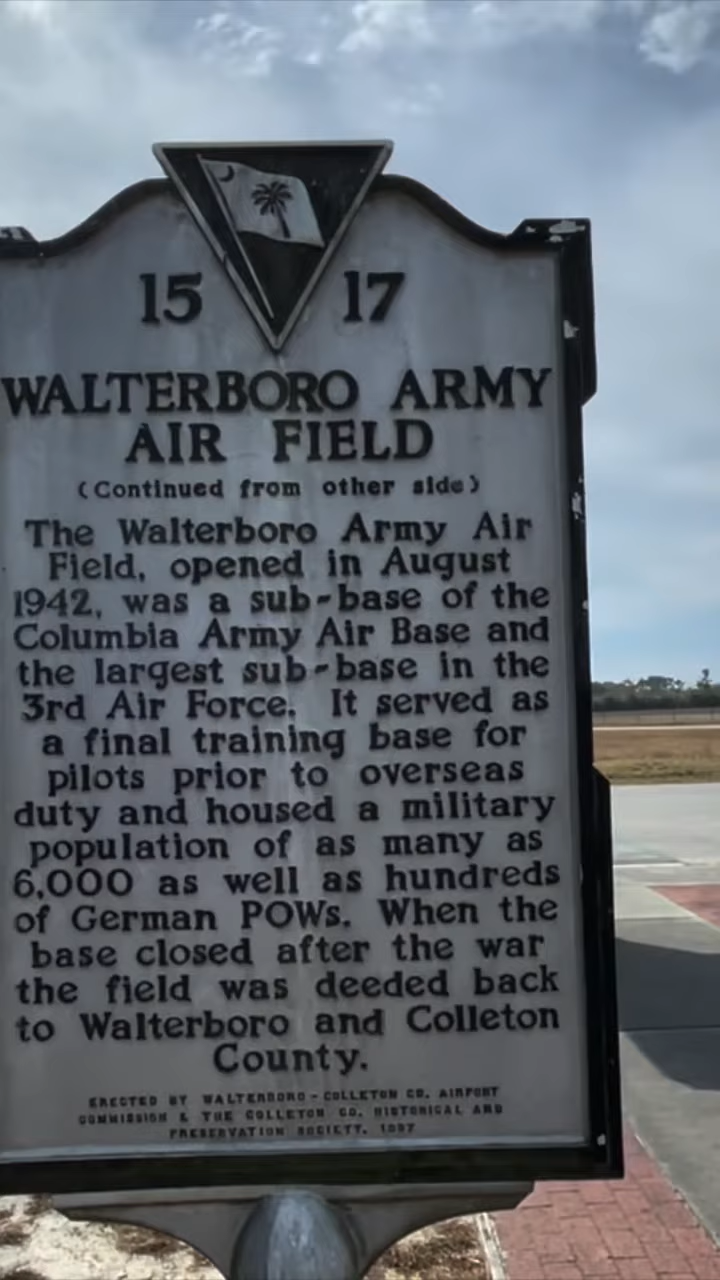 15 17
WALTERBORO ARMY
AIR FIELD
(Continued from other side)
The Walterboro Army Air
Field, opened in August
1942, was a sub-base of the
Columbia Army Air Base and
the largest sub-base in the
3rd Air Force. It served as
a final training base for
pilots prior to overseas
duty and housed a military
population of as many as
6,000 as well as hundreds
of German POWs. When the
base closed after the war
the field was deeded back
to Walterboro and Colleton
County.
ERECTED BY WALTERBORO-COLLETON CO. AIRPORT
COMMISSION & THE COLLETON CO. HISTORICAL AND
PRESERVATION SOCIETY, 1997